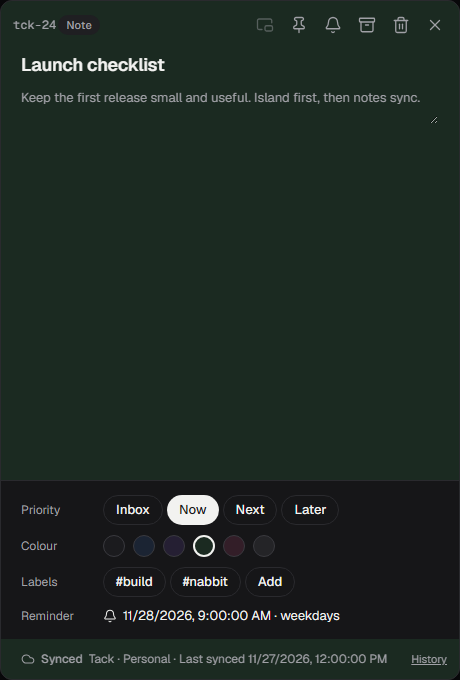 tck-24 Note
Launch checklist
Keep the first release small and useful. Island first, then notes sync.
Priority Inbox Now Next Later
Colour
Labels #build #nabbit Add
Reminder 11/28/2026, 9:00:00 AM · weekdays
Synced Tack · Personal · Last synced 11/27/2026, 12:00:00 PM History